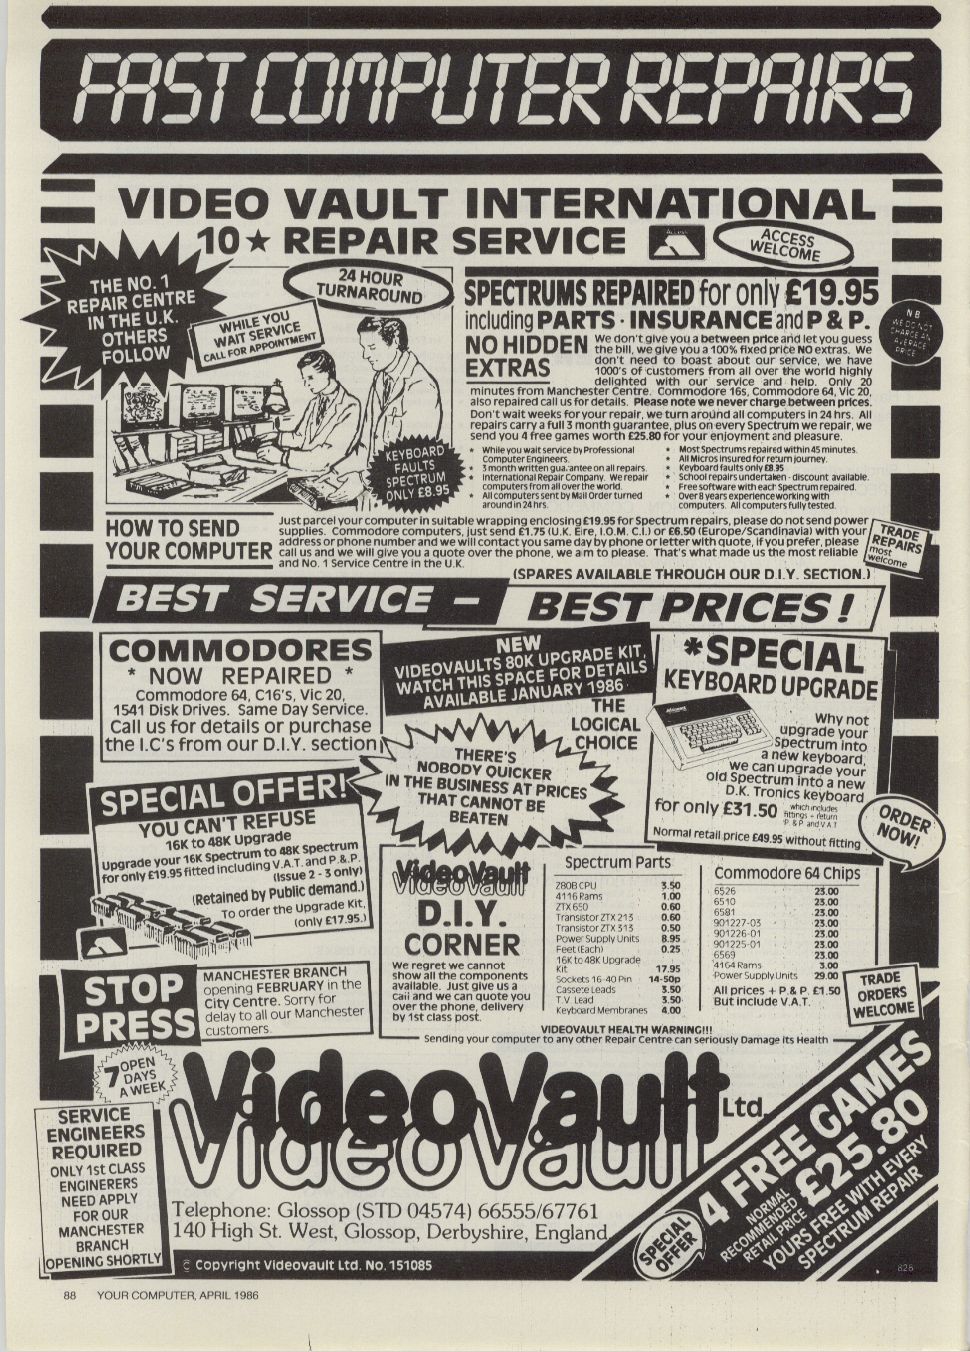 FAST COMPUTER REPAIRS
VIDEO VAULT INTERNATIONAL
10★ REPAIR SERVICE
Access
ACCESS
WELCOME
THE NO. 1
REPAIR CENTRE
IN THE U.K.
OTHERS
FOLLOW
24 HOUR
TURNAROUND
WHILE YOU
WAIT SERVICE
CALL FOR APPOINTMENT
KEYBOARD
FAULTS
SPECTRUM
ONLY £8.95
SPECTRUMS REPAIRED for only £19.95
including PARTS · INSURANCE and P & P.
NB
WE DO NOT
CHARGE AN
AVERAGE
PRICE
NO HIDDEN
EXTRAS
We don't give you a between price and let you guess
the bill, we give you a 100% fixed price NO extras. We
don't need to boast about our service, we have
1000's of customers from all over the world highly
delighted with our service and help. Only 20
minutes from Manchester Centre. Commodore 16s, Commodore 64, Vic 20,
also repaired call us for details. Please note we never charge between prices.
Don't wait weeks for your repair, we turn around all computers in 24 hrs. All
repairs carry a full 3 month guarantee, plus on every Spectrum we repair, we
send you 4 free games worth £25.80 for your enjoyment and pleasure.
* While you wait service by Professional
Computer Engineers.
* 3 month written guarantee on all repairs.
* International Repair Company. We repair
computers from all over the world.
* All computers sent by Mail Order turned
around in 24 hrs.
* Most Spectrums repaired within 45 minutes.
* All Micros insured for return journey.
* Keyboard faults only £8.95
* School repairs undertaken - discount available.
* Free software with each Spectrum repaired.
* Over 8 years experience working with
computers. All computers fully tested.
HOW TO SEND
YOUR COMPUTER
Just parcel your computer in suitable wrapping enclosing £19.95 for Spectrum repairs, please do not send power
supplies. Commodore computers, just send £1.75 (U.K. Eire, I.O.M. C.I.) or £6.50 (Europe/Scandinavia) with your
address or phone number and we will contact you same day by phone or letter with quote, if you prefer, please
call us and we will give you a quote over the phone, we aim to please. That's what made us the most reliable
and No. 1 Service Centre in the U.K.
(SPARES AVAILABLE THROUGH OUR D.I.Y. SECTION.)
TRADE
REPAIRS
most
welcome
BEST SERVICE -
BEST PRICES!
COMMODORES
* NOW REPAIRED *
Commodore 64, C16's, Vic 20,
1541 Disk Drives. Same Day Service.
Call us for details or purchase
the I.C's from our D.I.Y. section
NEW
VIDEOVAULTS 80K UPGRADE KIT.
WATCH THIS SPACE FOR DETAILS
AVAILABLE JANUARY 1986
THE
LOGICAL
CHOICE
THERE'S
NOBODY QUICKER
IN THE BUSINESS AT PRICES
THAT CANNOT BE
BEATEN
*SPECIAL
KEYBOARD UPGRADE
Why not
upgrade your
Spectrum into
a new keyboard,
we can upgrade your
old Spectrum into a new
D.K. Tronics keyboard
for only £31.50 which includes
fittings + return
P & P and V.A.T
Normal retail price £49.95 without fitting
ORDER
NOW!
SPECIAL OFFER!
YOU CAN'T REFUSE
16K to 48K Upgrade
Upgrade your 16K Spectrum to 48K Spectrum
for only £19.95 fitted including V.A.T. and P.& P.
(Issue 2 - 3 only)
(Retained by Public demand.)
To order the Upgrade Kit,
(only £17.95.)
VideoVault
VideoVault
D.I.Y.
CORNER
We regret we cannot
show all the components
available. Just give us a
call and we can quote you
over the phone, delivery
by 1st class post.
Spectrum Parts
Z80B CPU 3.50
4116 Rams 1.00
ZTX 650 0.60
Transistor ZTX 213 0.60
Transistor ZTX 313 0.50
Power Supply Units 8.95
Feet (Each) 0.25
16K to 48K Upgrade
Kit 17.95
Sockets 16-40 Pin 14-50p
Cassete Leads 3.50
T.V. Lead 3.50
Keyboard Membranes 4.00
Commodore 64 Chips
6526 23.00
6510 23.00
6581 23.00
901227-03 23.00
901226-01 23.00
901225-01 23.00
6569 23.00
4164 Rams 3.00
Power Supply Units 29.00
All prices + P.& P. £1.50
But include V.A.T.
TRADE
ORDERS
WELCOME
STOP
PRESS
MANCHESTER BRANCH
opening FEBRUARY in the
City Centre. Sorry for
delay to all our Manchester
customers.
VIDEOVAULT HEALTH WARNING!!!
Sending your computer to any other Repair Centre can seriously Damage its Health
7 OPEN
DAYS
A WEEK
SERVICE
ENGINEERS
REQUIRED
ONLY 1st CLASS
ENGINERERS
NEED APPLY
FOR OUR
MANCHESTER
BRANCH
OPENING SHORTLY
VideoVault Ltd.
VideoVault
Telephone: Glossop (STD 04574) 66555/67761
140 High St. West, Glossop, Derbyshire, England
© Copyright Videovault Ltd. No. 151085
SPECIAL
OFFER
4 FREE GAMES
NORMAL
RECOMMENDED
RETAIL PRICE
£25.80
YOURS FREE WITH EVERY
SPECTRUM REPAIR
828
88 YOUR COMPUTER, APRIL 1986